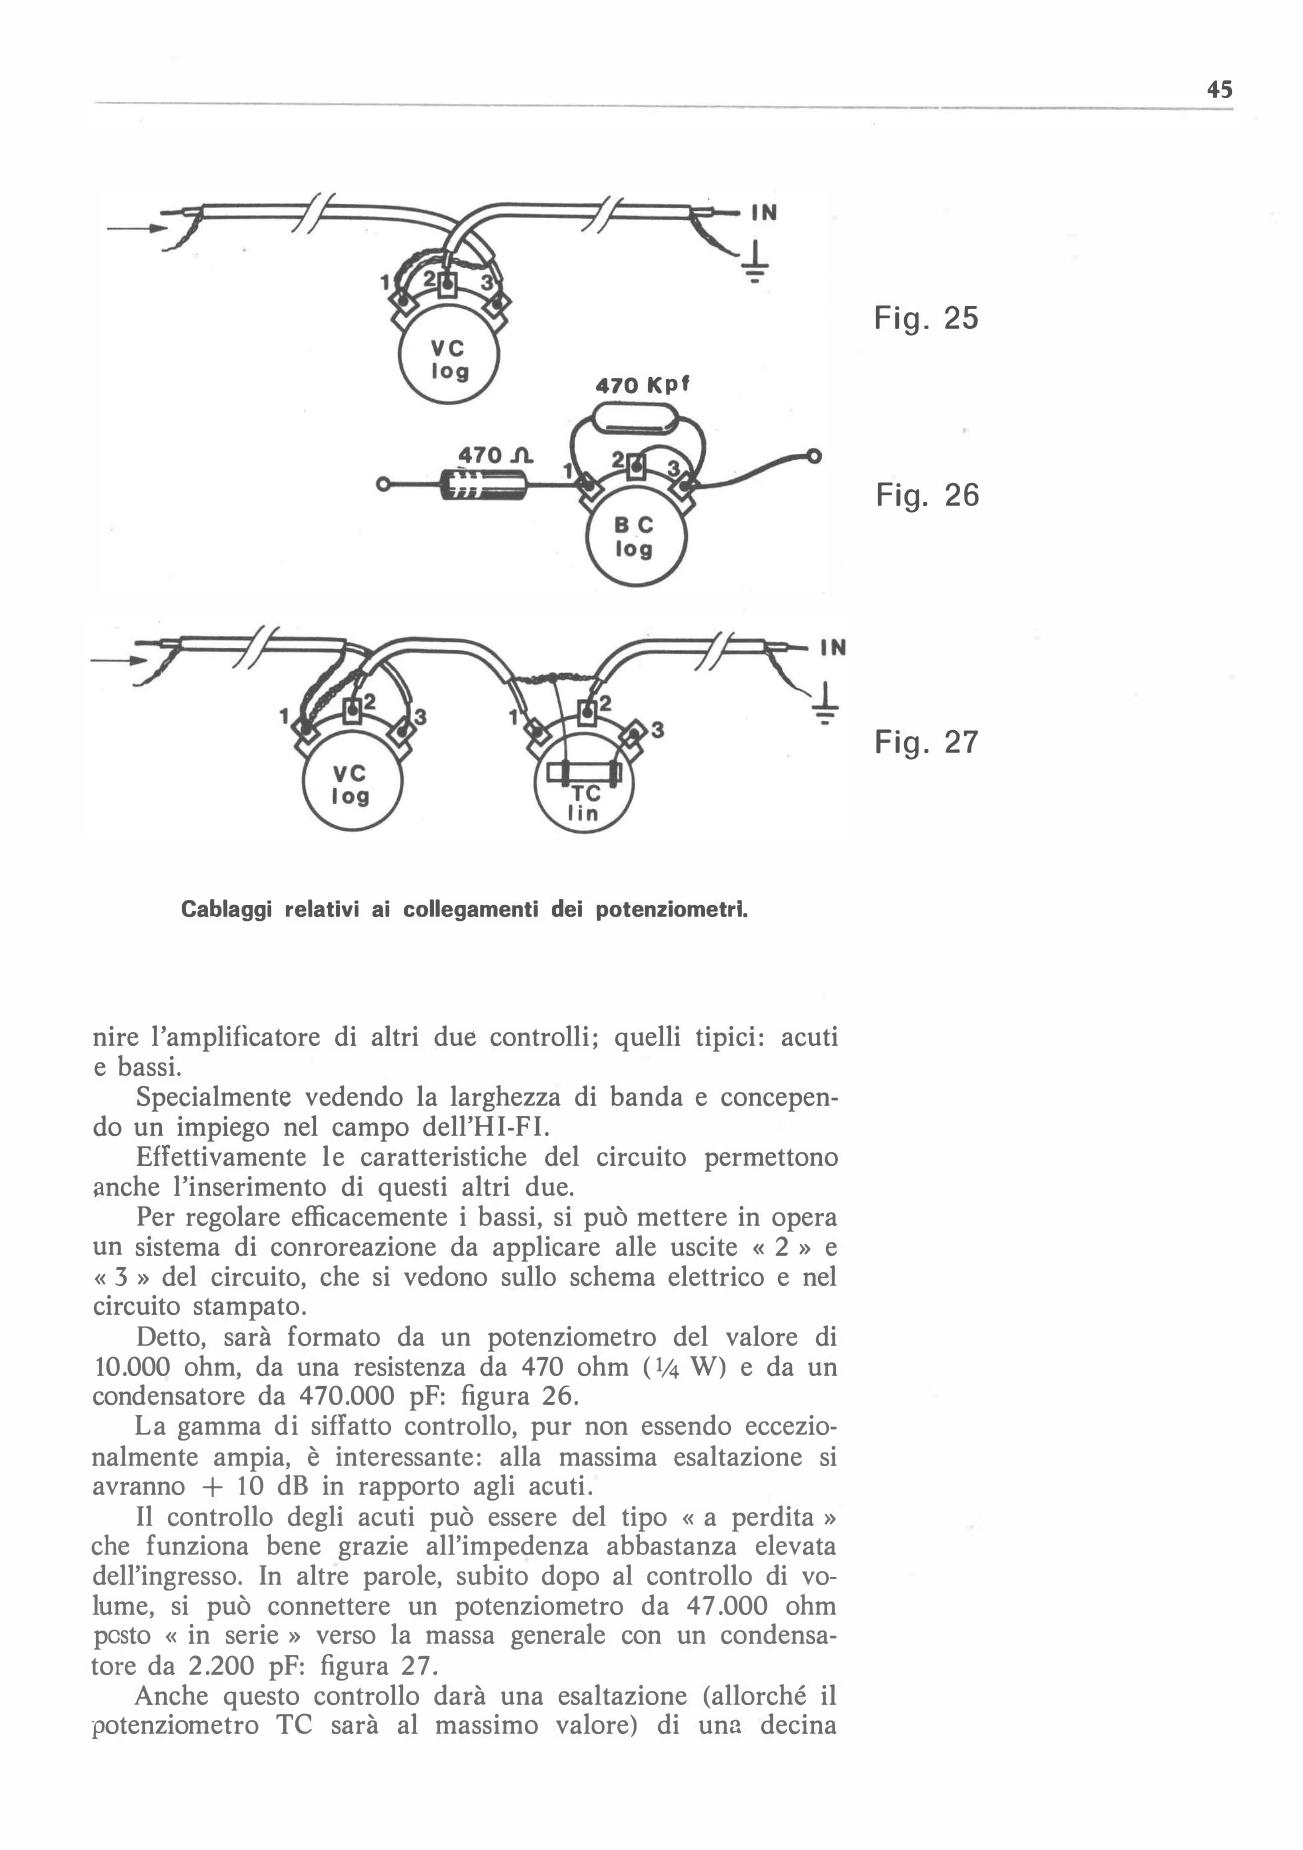 45
IN
1 2 3
VC
log
Fig. 25
470 Kpf
470 Ω
1 2 3
BC
log
Fig. 26
IN
1 2 3
VC
log
1 2 3
TC
lin
Fig. 27
Cablaggi relativi ai collegamenti dei potenziometri.
nire l'amplificatore di altri due controlli; quelli tipici: acuti
e bassi.
Specialmente vedendo la larghezza di banda e concepen-
do un impiego nel campo dell'HI-FI.
Effettivamente le caratteristiche del circuito permettono
anche l'inserimento di questi altri due.
Per regolare efficacemente i bassi, si può mettere in opera
un sistema di conroreazione da applicare alle uscite « 2 » e
« 3 » del circuito, che si vedono sullo schema elettrico e nel
circuito stampato.
Detto, sarà formato da un potenziometro del valore di
10.000 ohm, da una resistenza da 470 ohm (¼ W) e da un
condensatore da 470.000 pF: figura 26.
La gamma di siffatto controllo, pur non essendo eccezio-
nalmente ampia, è interessante: alla massima esaltazione si
avranno + 10 dB in rapporto agli acuti.
Il controllo degli acuti può essere del tipo « a perdita »
che funziona bene grazie all'impedenza abbastanza elevata
dell'ingresso. In altre parole, subito dopo al controllo di vo-
lume, si può connettere un potenziometro da 47.000 ohm
posto « in serie » verso la massa generale con un condensa-
tore da 2.200 pF: figura 27.
Anche questo controllo darà una esaltazione (allorché il
potenziometro TC sarà al massimo valore) di una decina